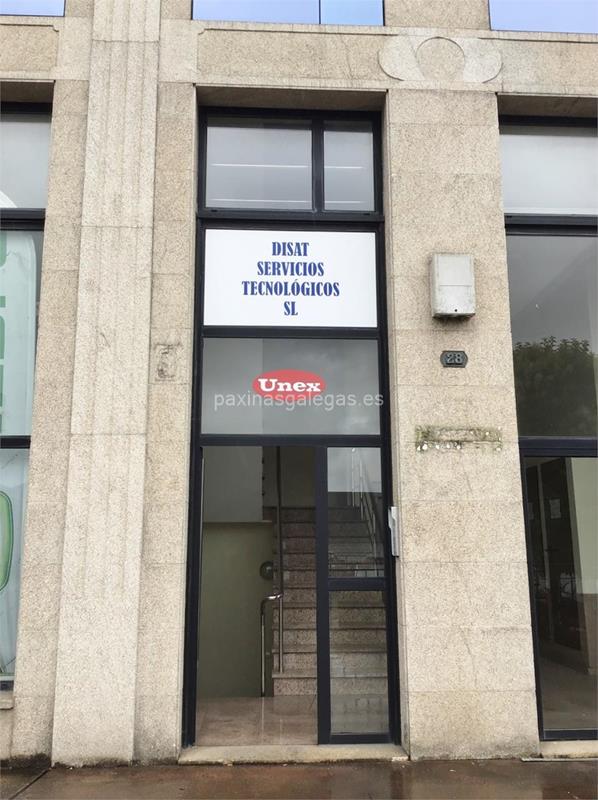 DISAT
SERVICIOS
TECNOLÓGICOS
SL
28
Unex
paxinasgalegas.es